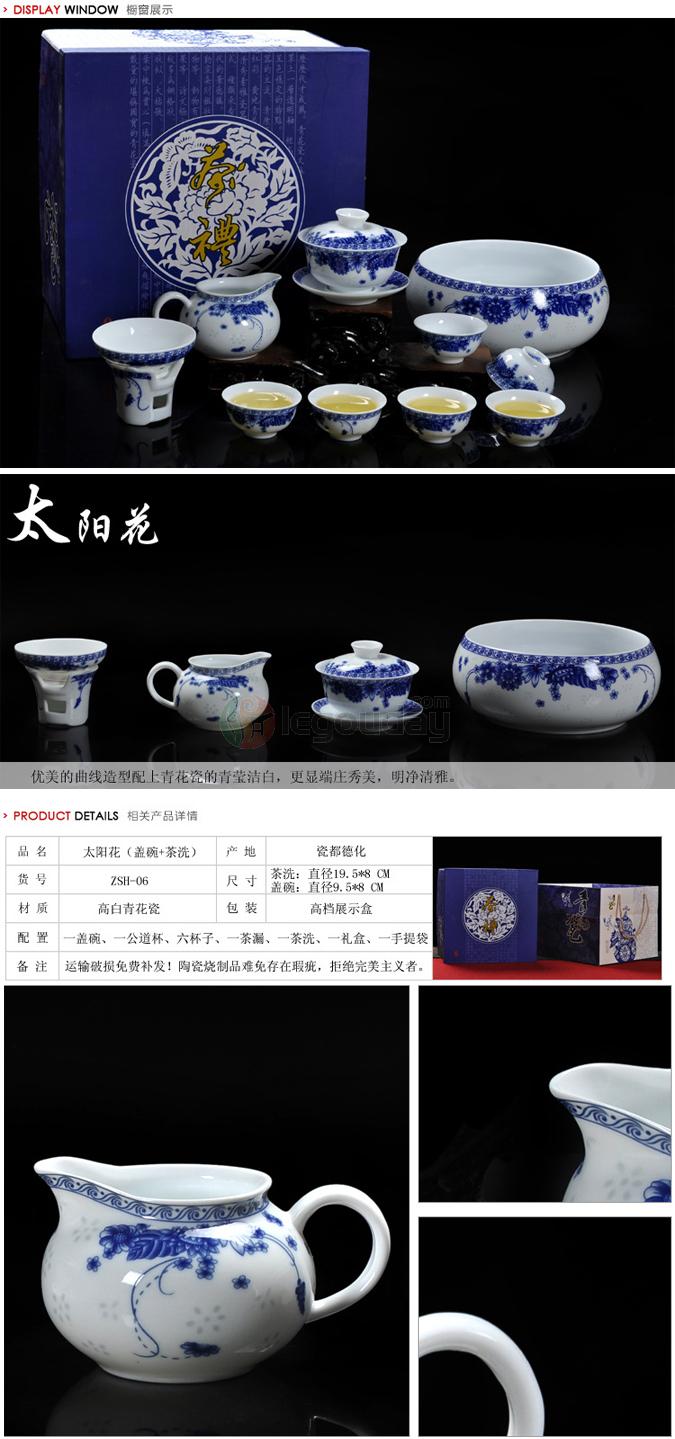 › DISPLAY WINDOW 橱窗展示
茶
禮
太阳花
legouday.com
优美的曲线造型配上青花瓷的青莹洁白，更显端庄秀美，明净清雅。
› PRODUCT DETAILS 相关产品详情
品 名 太阳花（盖碗+茶洗） 产 地 瓷都德化
货 号 ZSH-06 尺 寸 茶洗：直径19.5*8 CM
盖碗：直径9.5*8 CM
材 质 高白青花瓷 包 装 高档展示盒
配 置 一盖碗、一公道杯、六杯子、一茶漏、一茶洗、一礼盒、一手提袋
备 注 运输破损免费补发！陶瓷烧制品难免存在瑕疵，拒绝完美主义者。
茶
禮